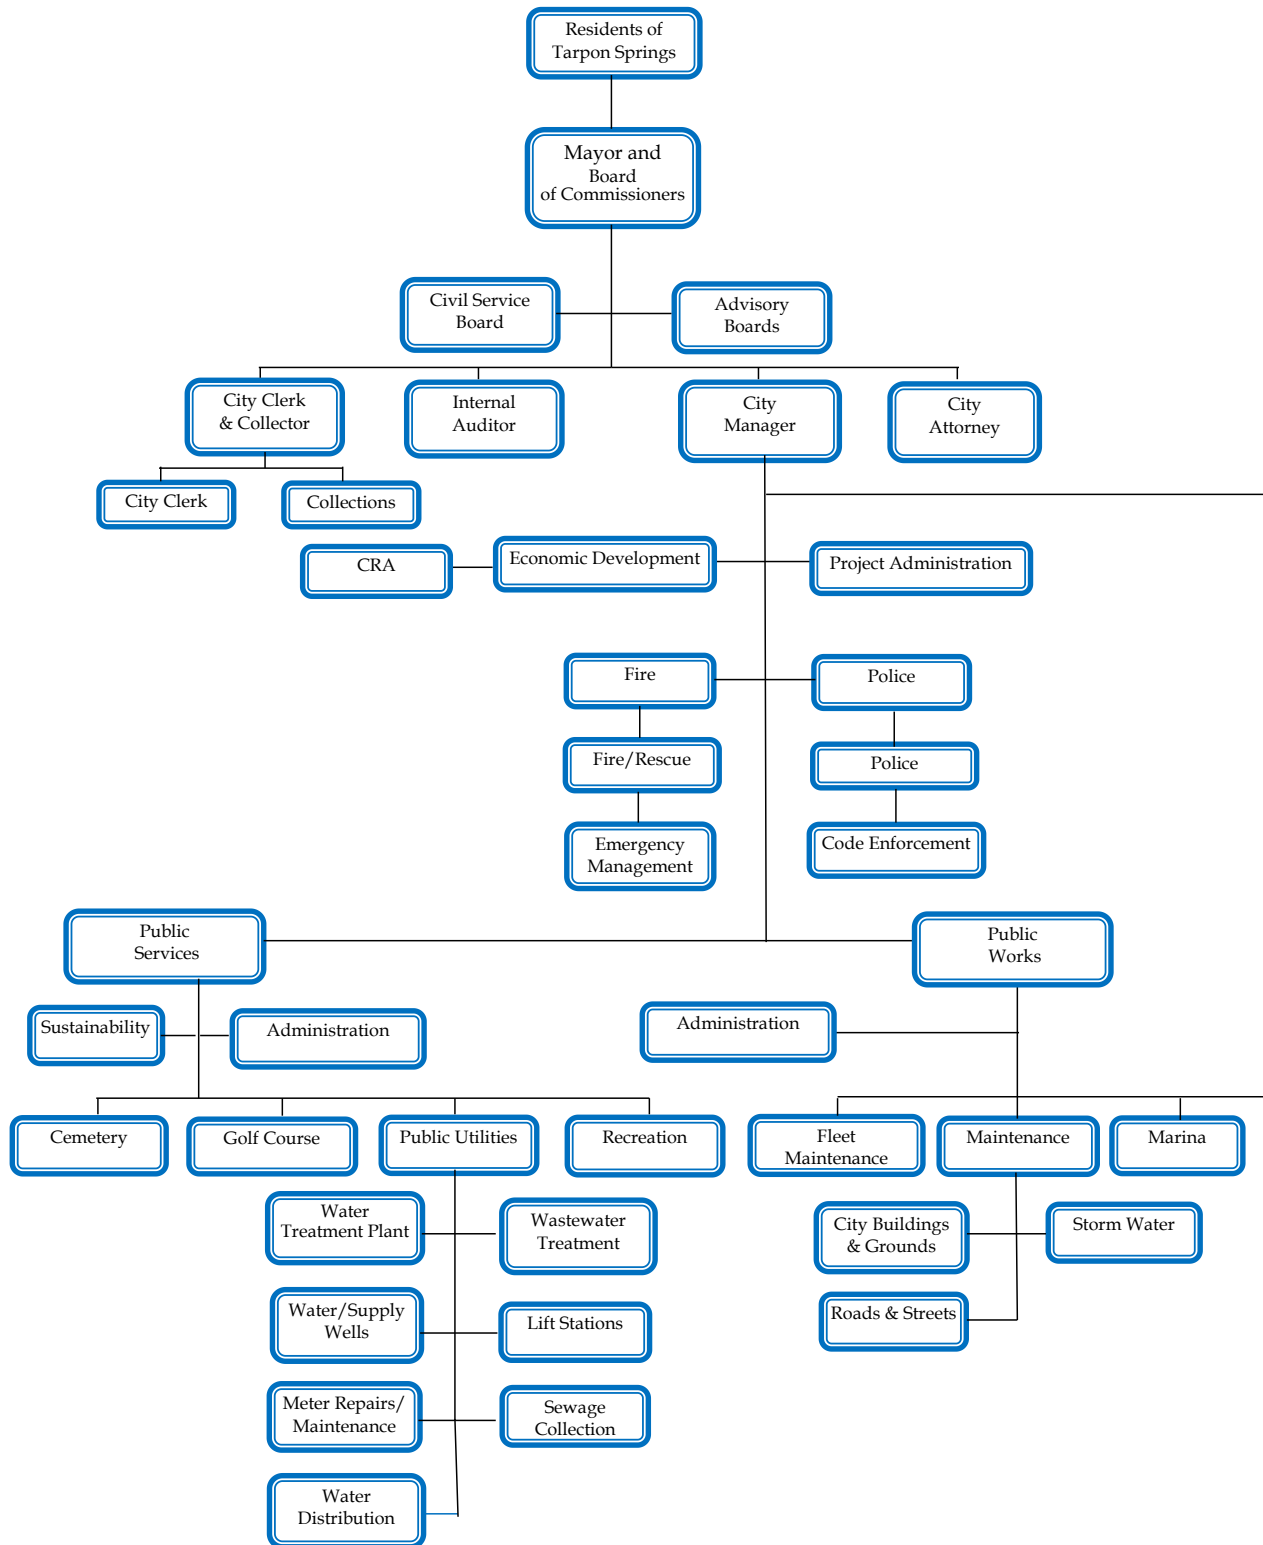 Residents of
Tarpon Springs
Mayor and
Board
of Commissioners
Civil Service
Board
Advisory
Boards
City Clerk
& Collector
Internal
Auditor
City
Manager
City
Attorney
City Clerk
Collections
CRA
Economic Development
Project Administration
Fire
Police
Fire/Rescue
Police
Emergency
Management
Code Enforcement
Public
Services
Public
Works
Sustainability
Administration
Administration
Cemetery
Golf Course
Public Utilities
Recreation
Fleet
Maintenance
Maintenance
Marina
Water
Treatment Plant
Wastewater
Treatment
City Buildings
& Grounds
Storm Water
Water/Supply
Wells
Lift Stations
Roads & Streets
Meter Repairs/
Maintenance
Sewage
Collection
Water
Distribution